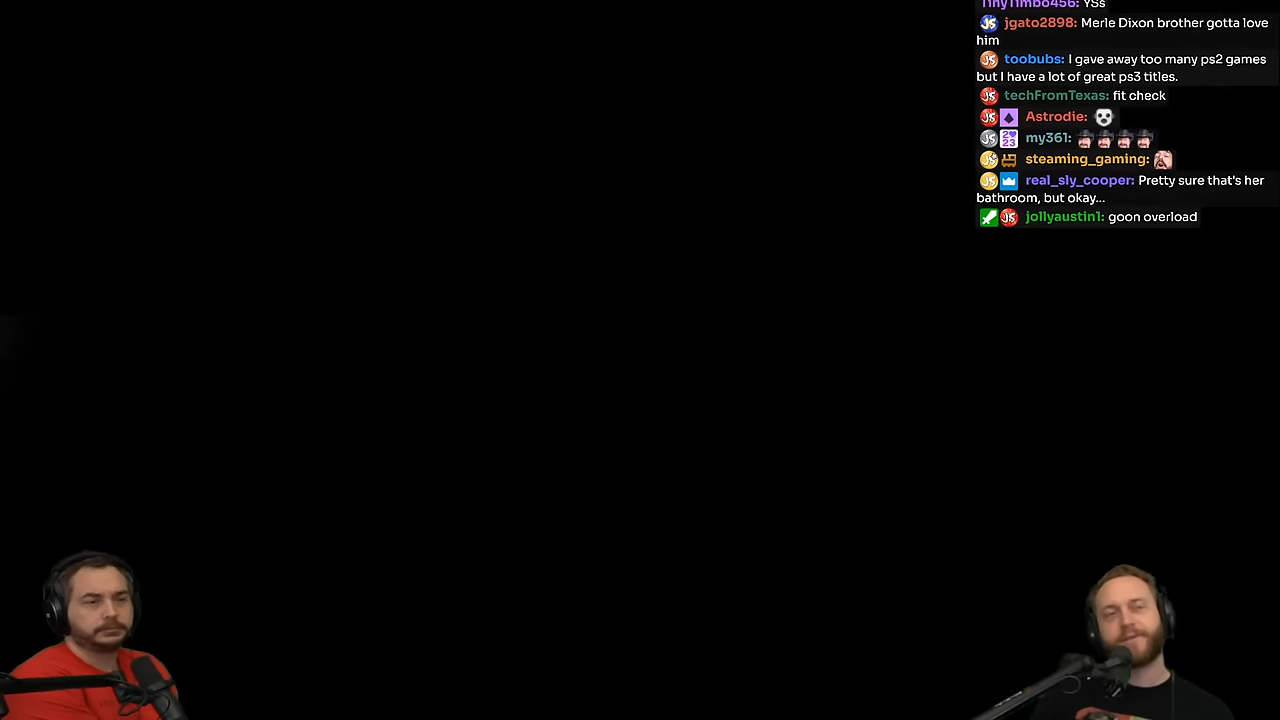 TinyTimbo456: YSs
jgato2898: Merle Dixon brother gotta love
him
toobubs: I gave away too many ps2 games
but I have a lot of great ps3 titles.
techFromTexas: fit check
Astrodie:
my361:
steaming_gaming:
real_sly_cooper: Pretty sure that's her
bathroom, but okay...
jollyaustin1: goon overload